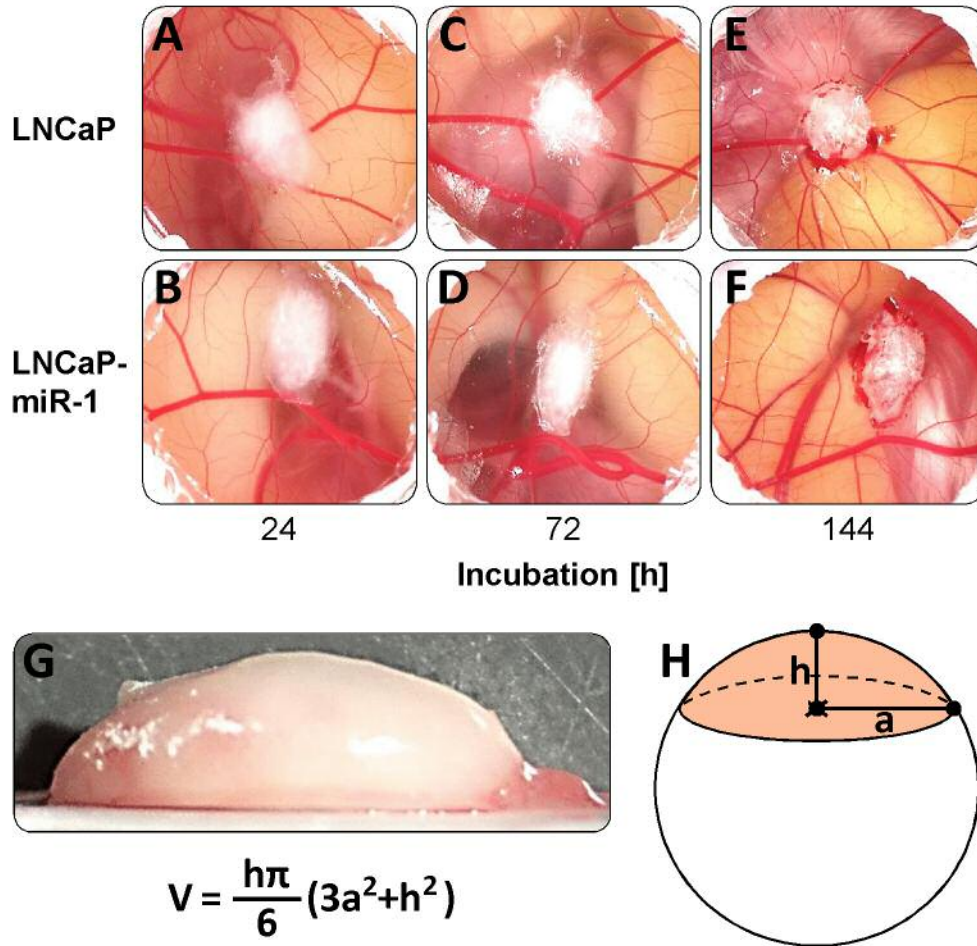 A C E
LNCaP
B D F
LNCaP-
miR-1
24 72 144
Incubation [h]
G H
h
a
V = hπ/6 (3a²+h²)